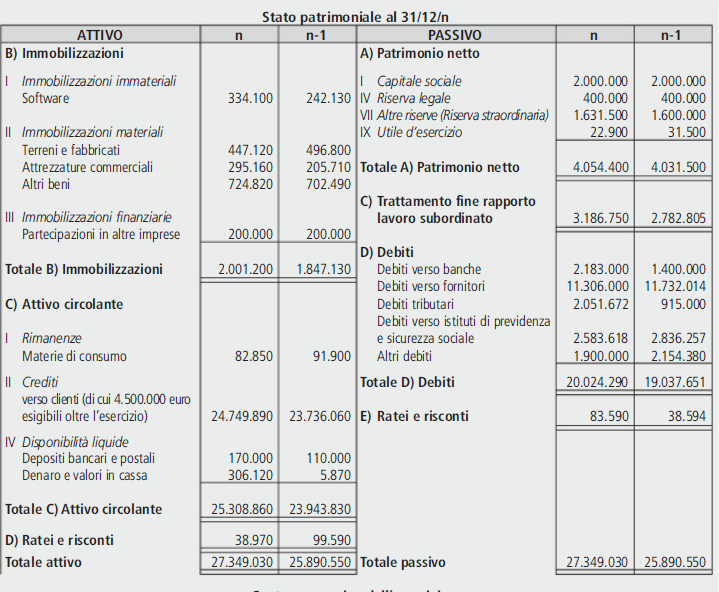 Stato patrimoniale al 31/12/n
ATTIVO n n-1 PASSIVO n n-1
B) Immobilizzazioni A) Patrimonio netto
I Immobilizzazioni immateriali I Capitale sociale 2.000.000 2.000.000
Software 334.100 242.130 IV Riserva legale 400.000 400.000
VII Altre riserve (Riserva straordinaria) 1.631.500 1.600.000
II Immobilizzazioni materiali IX Utile d'esercizio 22.900 31.500
Terreni e fabbricati 447.120 496.800
Attrezzature commerciali 295.160 205.710 Totale A) Patrimonio netto 4.054.400 4.031.500
Altri beni 724.820 702.490
C) Trattamento fine rapporto
III Immobilizzazioni finanziarie lavoro subordinato 3.186.750 2.782.805
Partecipazioni in altre imprese 200.000 200.000
D) Debiti
Totale B) Immobilizzazioni 2.001.200 1.847.130 Debiti verso banche 2.183.000 1.400.000
Debiti verso fornitori 11.306.000 11.732.014
C) Attivo circolante Debiti tributari 2.051.672 915.000
Debiti verso istituti di previdenza
I Rimanenze e sicurezza sociale 2.583.618 2.836.257
Materie di consumo 82.850 91.900 Altri debiti 1.900.000 2.154.380
II Crediti Totale D) Debiti 20.024.290 19.037.651
verso clienti (di cui 4.500.000 euro
esigibili oltre l'esercizio) 24.749.890 23.736.060 E) Ratei e risconti 83.590 38.594
IV Disponibilità liquide
Depositi bancari e postali 170.000 110.000
Denaro e valori in cassa 306.120 5.870
Totale C) Attivo circolante 25.308.860 23.943.830
D) Ratei e risconti 38.970 99.590
Totale attivo 27.349.030 25.890.550 Totale passivo 27.349.030 25.890.550